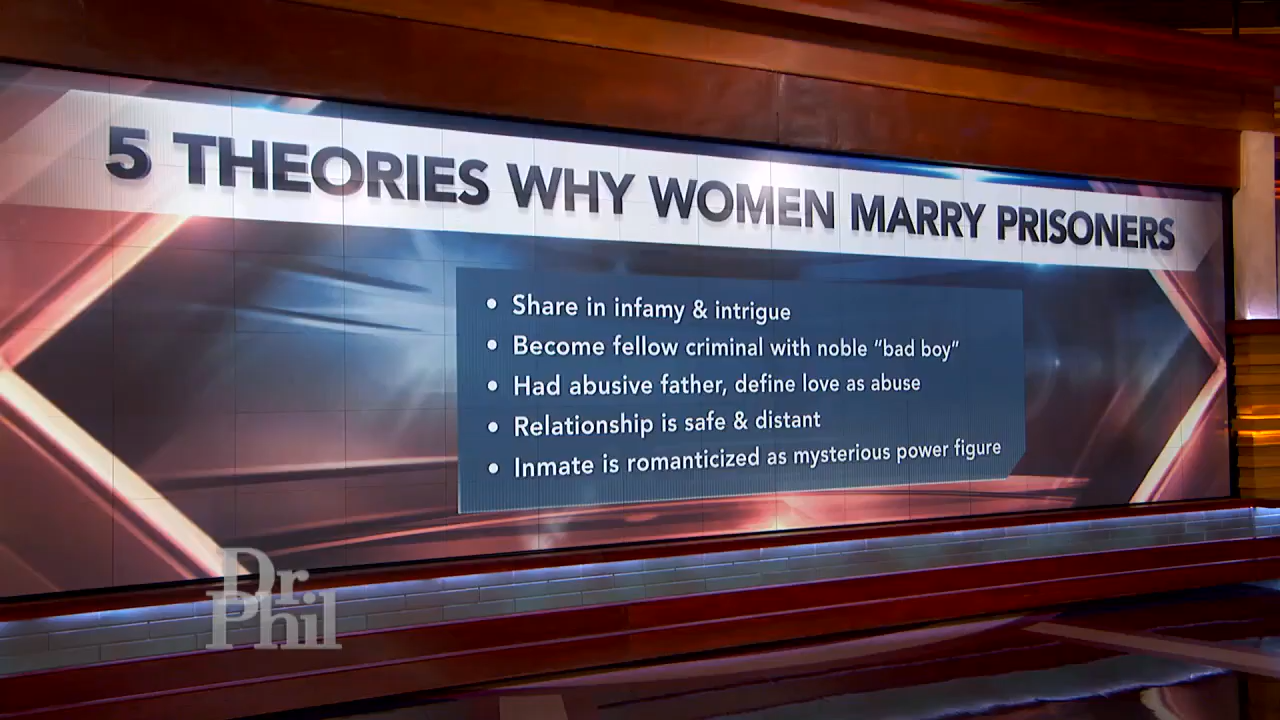 5 THEORIES WHY WOMEN MARRY PRISONERS
• Share in infamy & intrigue
• Become fellow criminal with noble “bad boy”
• Had abusive father, define love as abuse
• Relationship is safe & distant
• Inmate is romanticized as mysterious power figure
Dr.
Phil